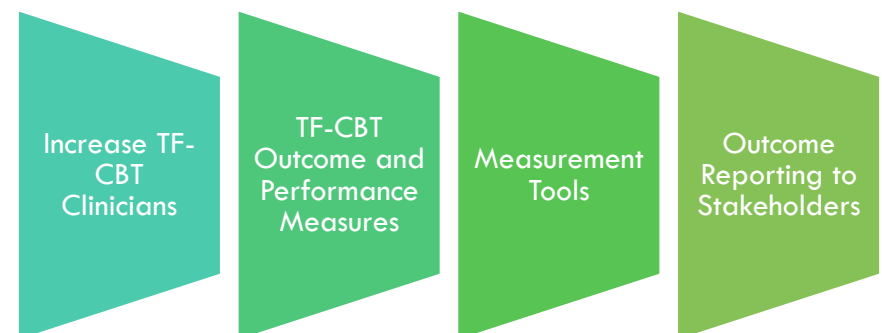 Increase TF-
CBT
Clinicians
TF-CBT
Outcome and
Performance
Measures
Measurement
Tools
Outcome
Reporting to
Stakeholders